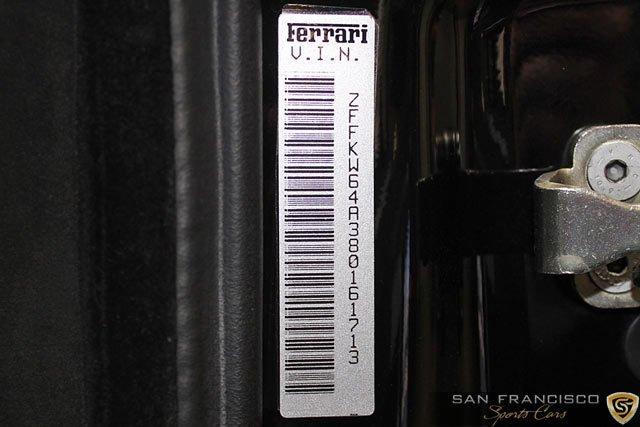 Ferrari
V.I.N.
ZFFKW64A380161713
SAN FRANCISCO
Sports Cars